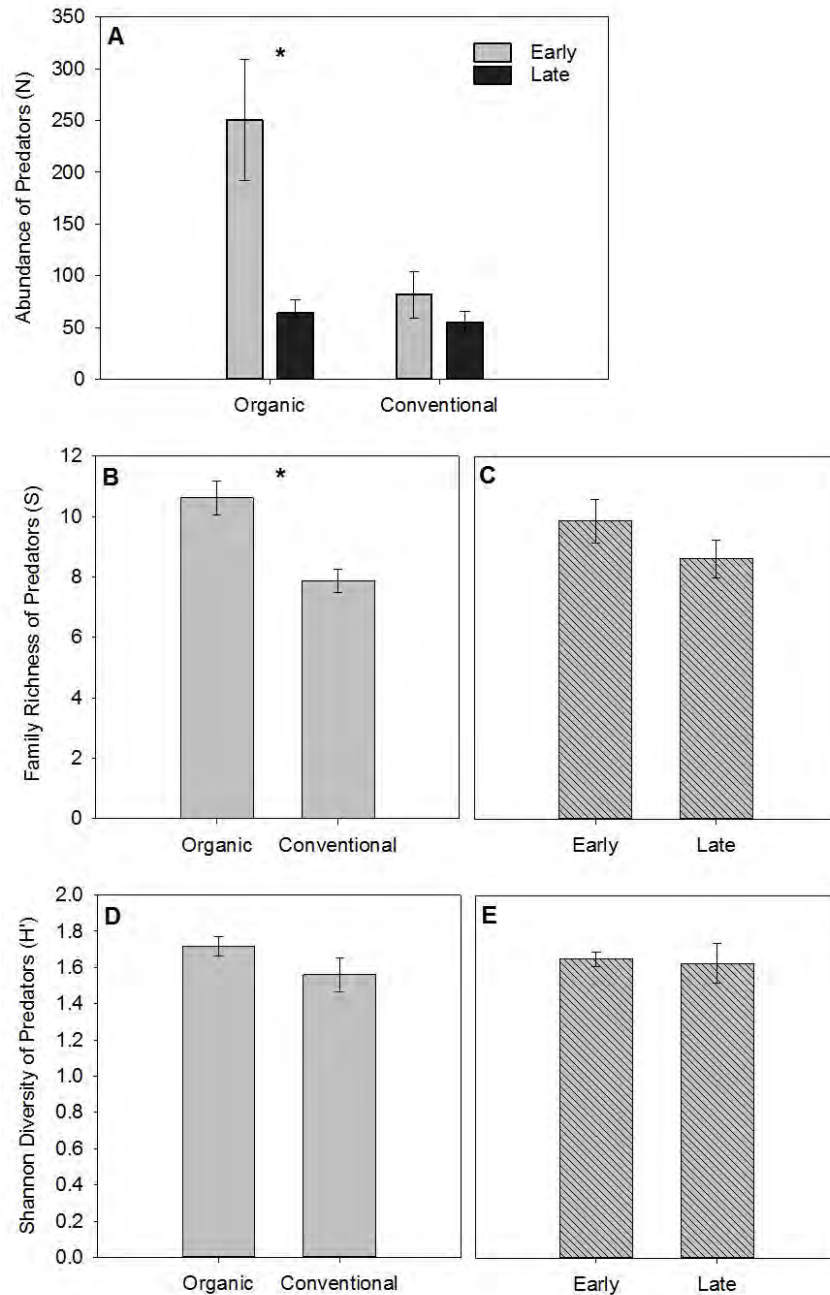 A
*
Early
Late
Abundance of Predators (N)
350
300
250
200
150
100
50
0
Organic
Conventional
B
*
Family Richness of Predators (S)
12
10
8
6
4
2
0
Organic
Conventional
C
Early
Late
D
Shannon Diversity of Predators (H')
2.0
1.8
1.6
1.4
1.2
1.0
0.8
0.6
0.4
0.2
0.0
Organic
Conventional
E
Early
Late